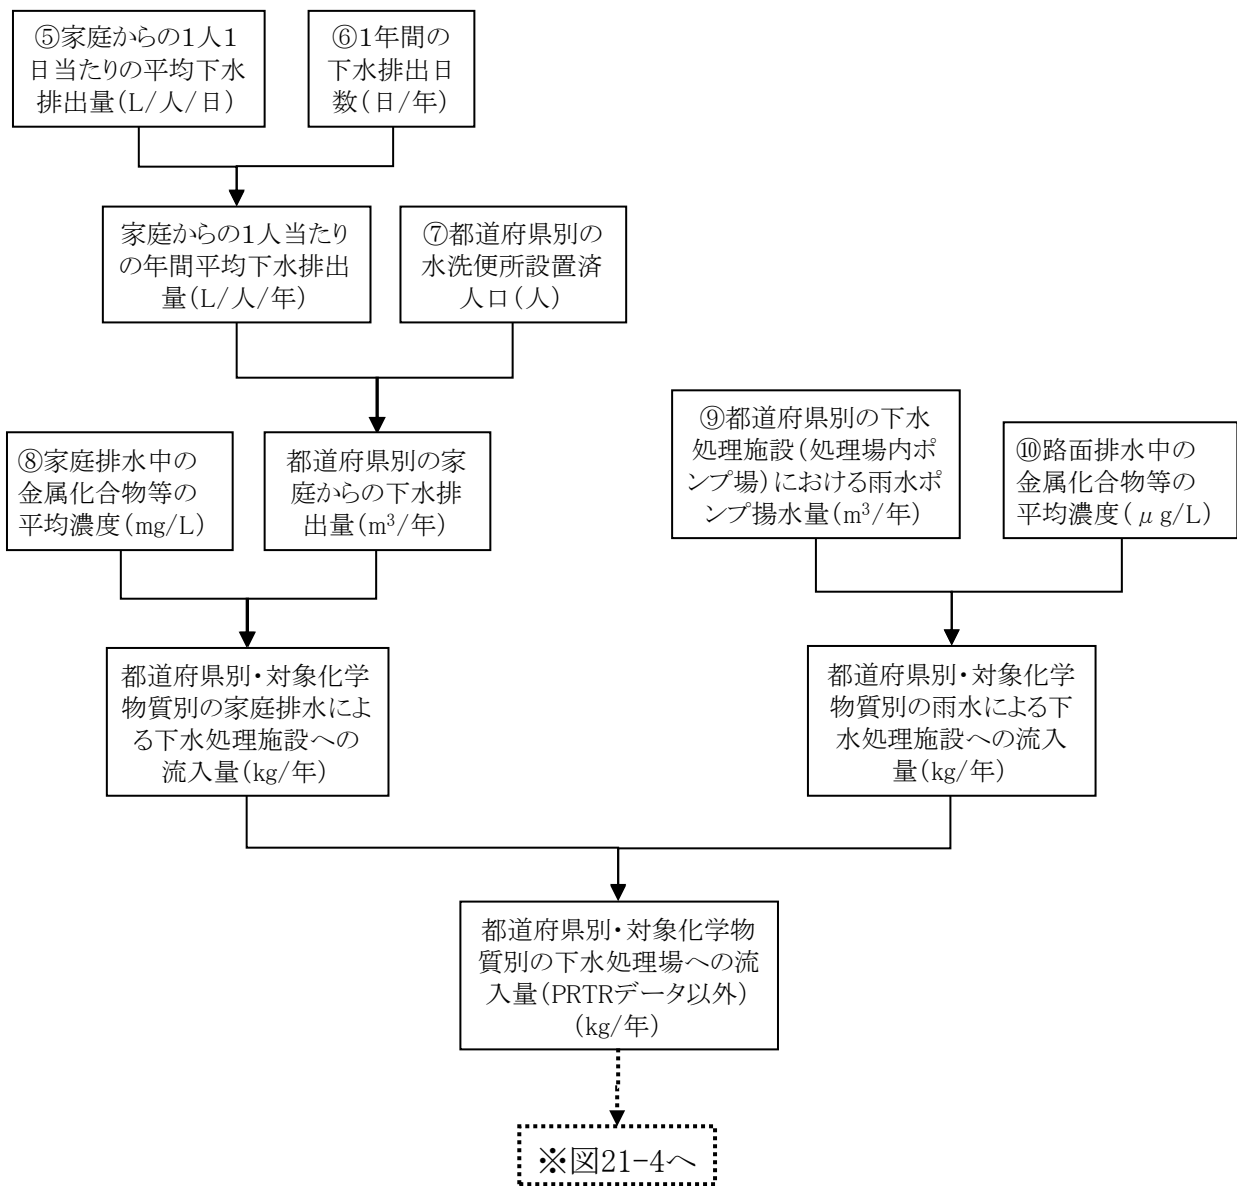 ⑤家庭からの1人1
日当たりの平均下水
排出量(L/人/日)
⑥1年間の
下水排出日
数(日/年)
家庭からの1人当たり
の年間平均下水排出
量(L/人/年)
⑦都道府県別の
水洗便所設置済
人口(人)
⑧家庭排水中の
金属化合物等の
平均濃度(mg/L)
都道府県別の家
庭からの下水排
出量(m³/年)
⑨都道府県別の下水
処理施設(処理場内ポ
ンプ場)における雨水ポ
ンプ揚水量(m³/年)
⑩路面排水中の
金属化合物等の
平均濃度(μg/L)
都道府県別・対象化学
物質別の家庭排水によ
る下水処理施設への
流入量(kg/年)
都道府県別・対象化学
物質別の雨水による下
水処理施設への流入
量(kg/年)
都道府県別・対象化学物
質別の下水処理場への流
入量(PRTRデータ以外)
(kg/年)
※図21-4へ